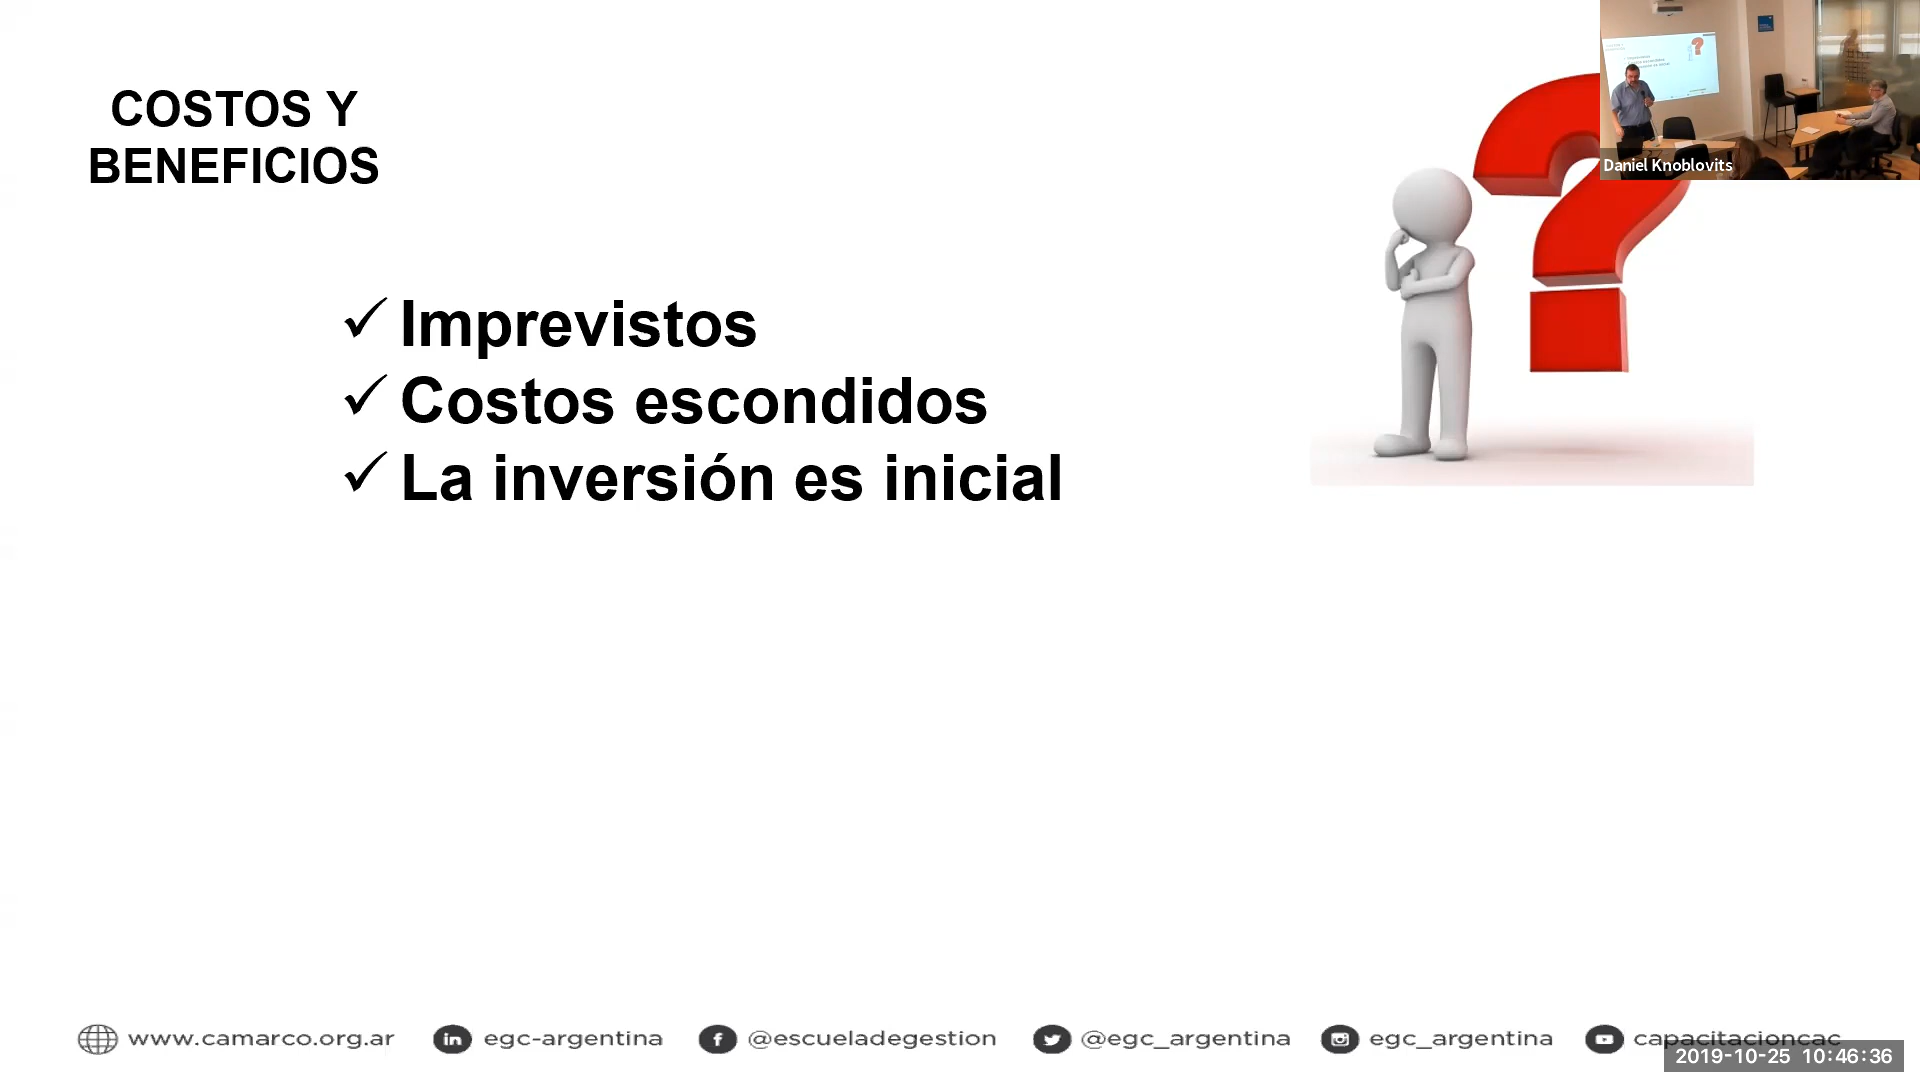 COSTOS Y
BENEFICIOS
✓ Imprevistos
✓ Costos escondidos
✓ La inversión es inicial
Daniel Knoblovits
www.camarco.org.ar
egc-argentina
@escueladegestion
@egc_argentina
egc_argentina
capacitacioncac
2019-10-25 10:46:36